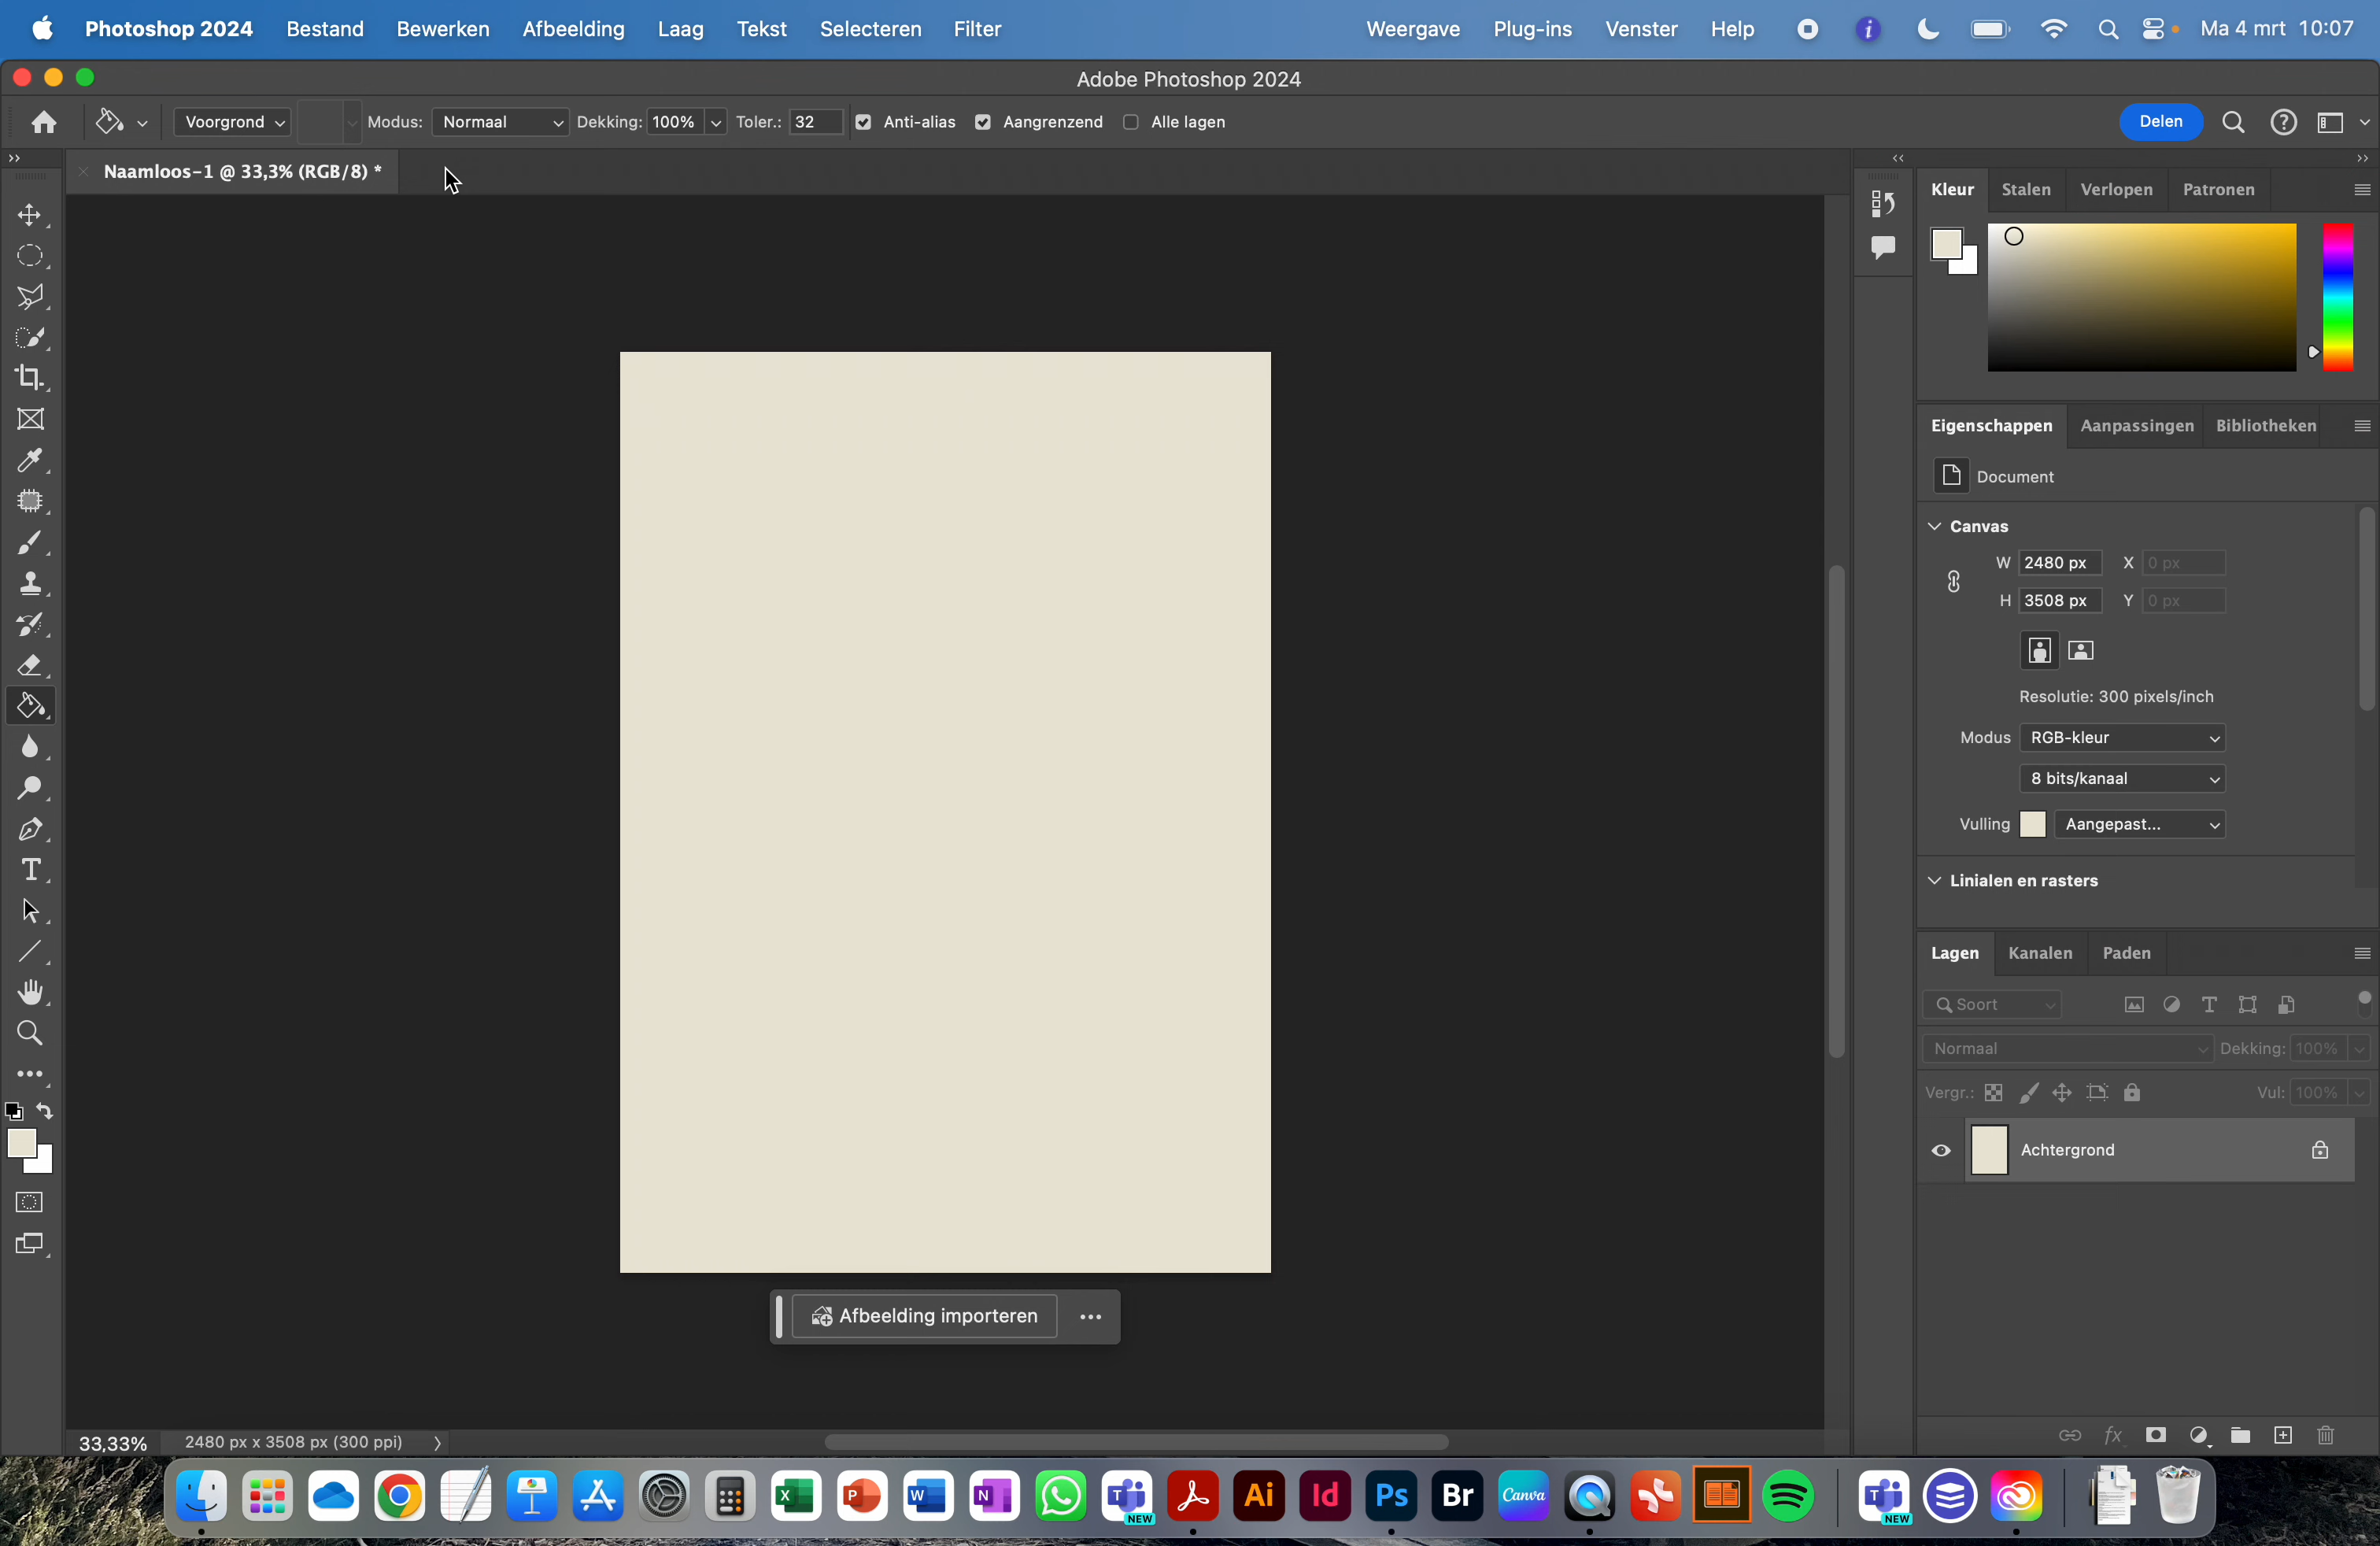 Photoshop 2024 Bestand Bewerken Afbeelding Laag Tekst Selecteren Filter Weergave Plug-ins Venster Help Ma 4 mrt 10:07
Adobe Photoshop 2024
Voorgrond Modus: Normaal Dekking: 100% Toler.: 32 Anti-alias Aangrenzend Alle lagen Delen
Naamloos-1 @ 33,3% (RGB/8) *
Kleur Stalen Verlopen Patronen
Eigenschappen Aanpassingen Bibliotheken
Document
Canvas
W 2480 px X 0 px
H 3508 px Y 0 px
Resolutie: 300 pixels/inch
Modus RGB-kleur
8 bits/kanaal
Vulling Aangepast...
Linialen en rasters
Lagen Kanalen Paden
Soort
Normaal Dekking: 100%
Vergr.: Vul: 100%
Achtergrond
Afbeelding importeren
33,33% 2480 px x 3508 px (300 ppi)
fx
X P W N T Ai Id Ps Br Canva T
NEW NEW